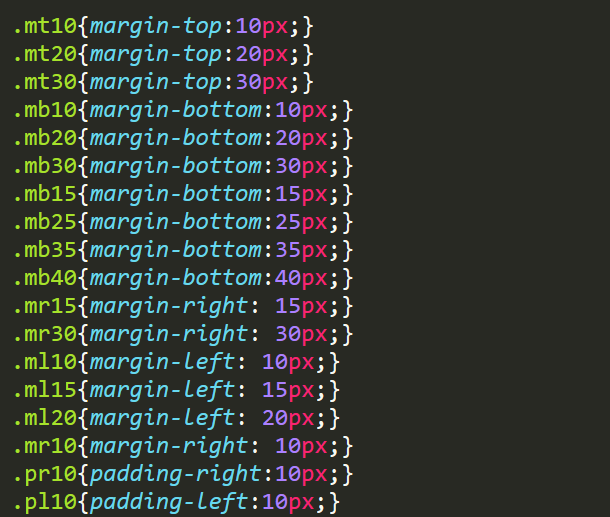 .mt10{margin-top:10px;}
.mt20{margin-top:20px;}
.mt30{margin-top:30px;}
.mb10{margin-bottom:10px;}
.mb20{margin-bottom:20px;}
.mb30{margin-bottom:30px;}
.mb15{margin-bottom:15px;}
.mb25{margin-bottom:25px;}
.mb35{margin-bottom:35px;}
.mb40{margin-bottom:40px;}
.mr15{margin-right: 15px;}
.mr30{margin-right: 30px;}
.ml10{margin-left: 10px;}
.ml15{margin-left: 15px;}
.ml20{margin-left: 20px;}
.mr10{margin-right: 10px;}
.pr10{padding-right:10px;}
.pl10{padding-left:10px;}